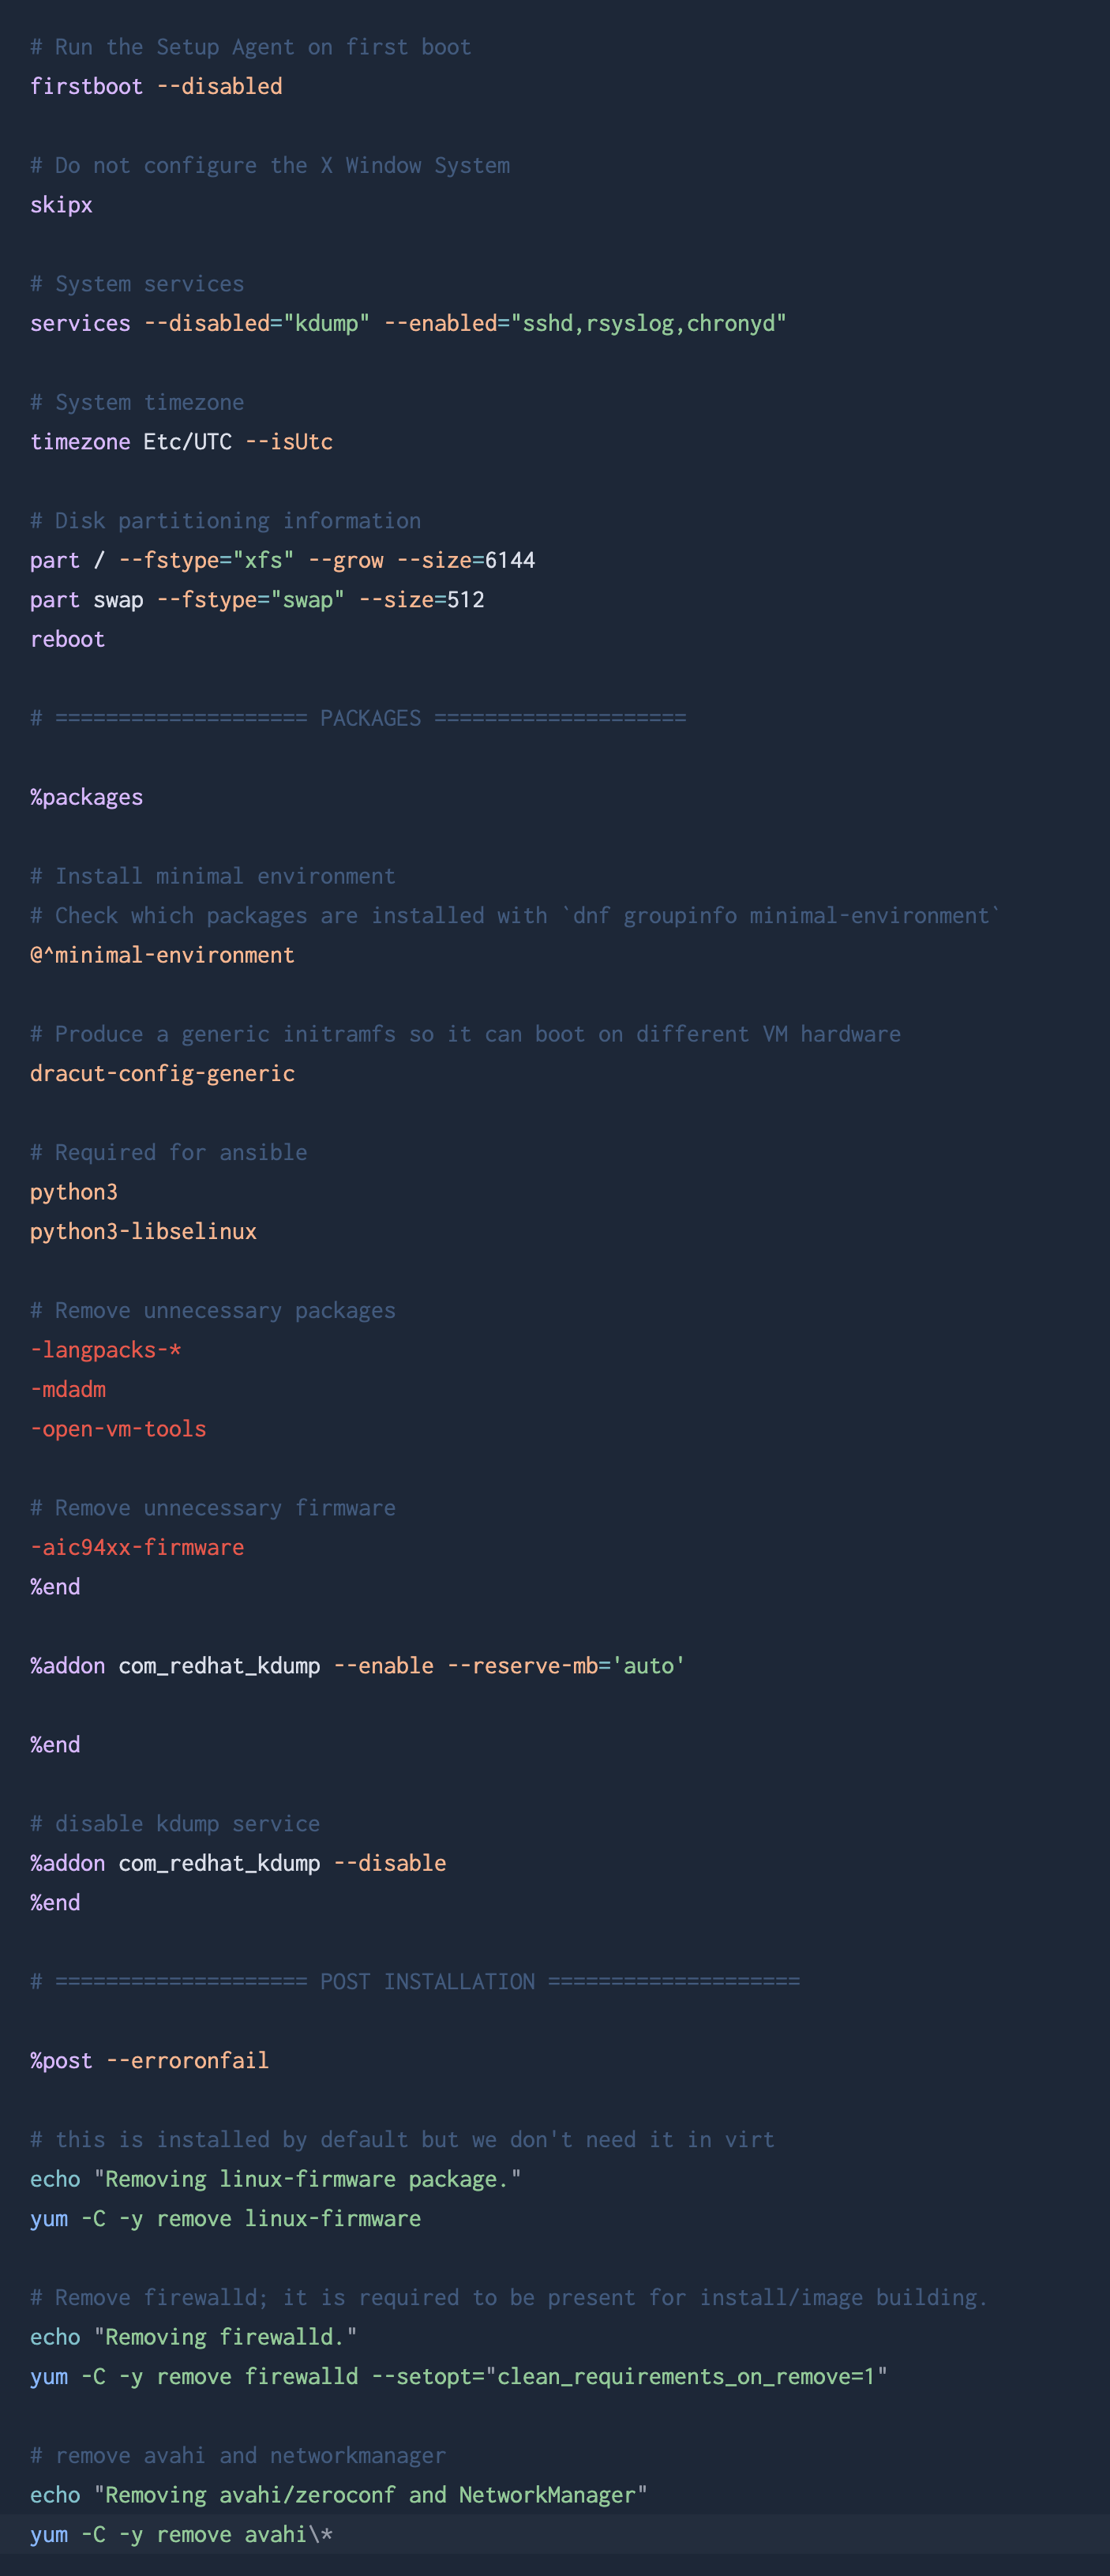 # Run the Setup Agent on first boot
firstboot --disabled
# Do not configure the X Window System
skipx
# System services
services --disabled="kdump" --enabled="sshd,rsyslog,chronyd"
# System timezone
timezone Etc/UTC --isUtc
# Disk partitioning information
part / --fstype="xfs" --grow --size=6144
part swap --fstype="swap" --size=512
reboot
# ==================== PACKAGES ====================
%packages
# Install minimal environment
# Check which packages are installed with `dnf groupinfo minimal-environment`
@^minimal-environment
# Produce a generic initramfs so it can boot on different VM hardware
dracut-config-generic
# Required for ansible
python3
python3-libselinux
# Remove unnecessary packages
-langpacks-*
-mdadm
-open-vm-tools
# Remove unnecessary firmware
-aic94xx-firmware
%end
%addon com_redhat_kdump --enable --reserve-mb='auto'
%end
# disable kdump service
%addon com_redhat_kdump --disable
%end
# ==================== POST INSTALLATION ====================
%post --erroronfail
# this is installed by default but we don't need it in virt
echo "Removing linux-firmware package."
yum -C -y remove linux-firmware
# Remove firewalld; it is required to be present for install/image building.
echo "Removing firewalld."
yum -C -y remove firewalld --setopt="clean_requirements_on_remove=1"
# remove avahi and networkmanager
echo "Removing avahi/zeroconf and NetworkManager"
yum -C -y remove avahi\*